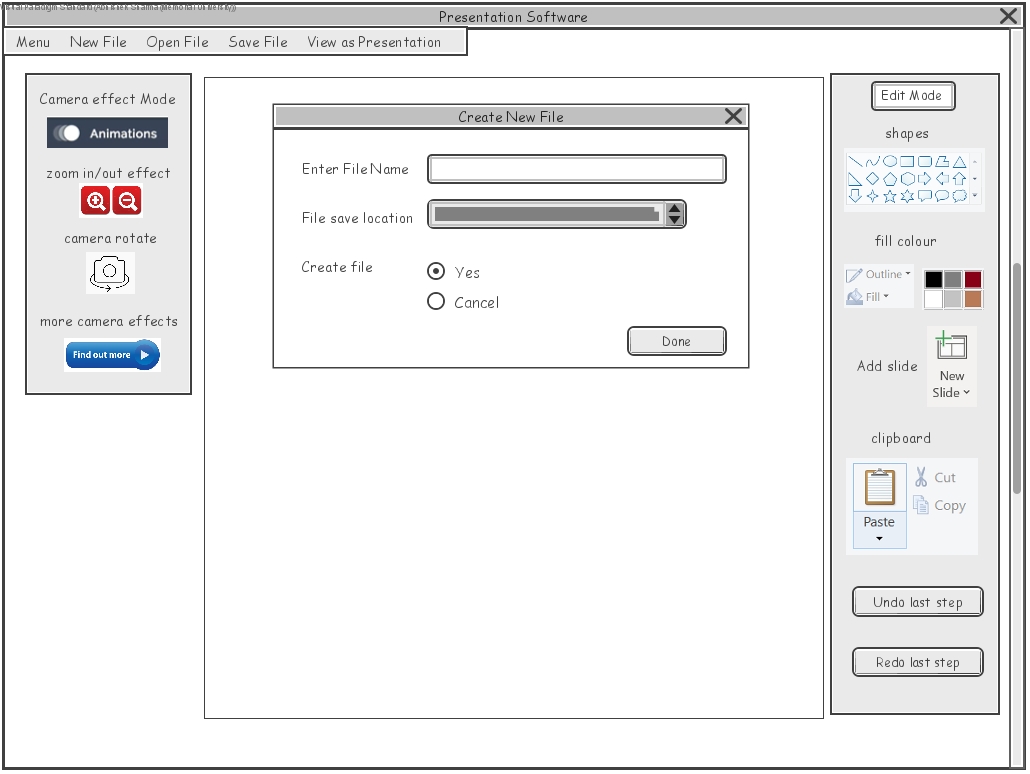 Presentation Software
Menu New File Open File Save File View as Presentation
Camera effect Mode
Animations
zoom in/out effect
camera rotate
more camera effects
Find out more
Create New File
Enter File Name
File save location
Create file
Yes
Cancel
Done
Edit Mode
shapes
fill colour
Outline
Fill
Add slide
New
Slide
clipboard
Cut
Copy
Paste
Undo last step
Redo last step